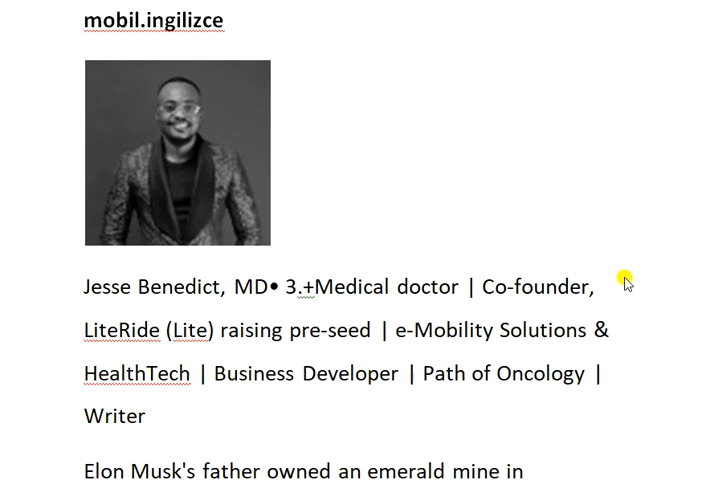 mobil.ingilizce
Jesse Benedict, MD• 3.+Medical doctor | Co-founder,
LiteRide (Lite) raising pre-seed | e-Mobility Solutions &
HealthTech | Business Developer | Path of Oncology |
Writer
Elon Musk's father owned an emerald mine in